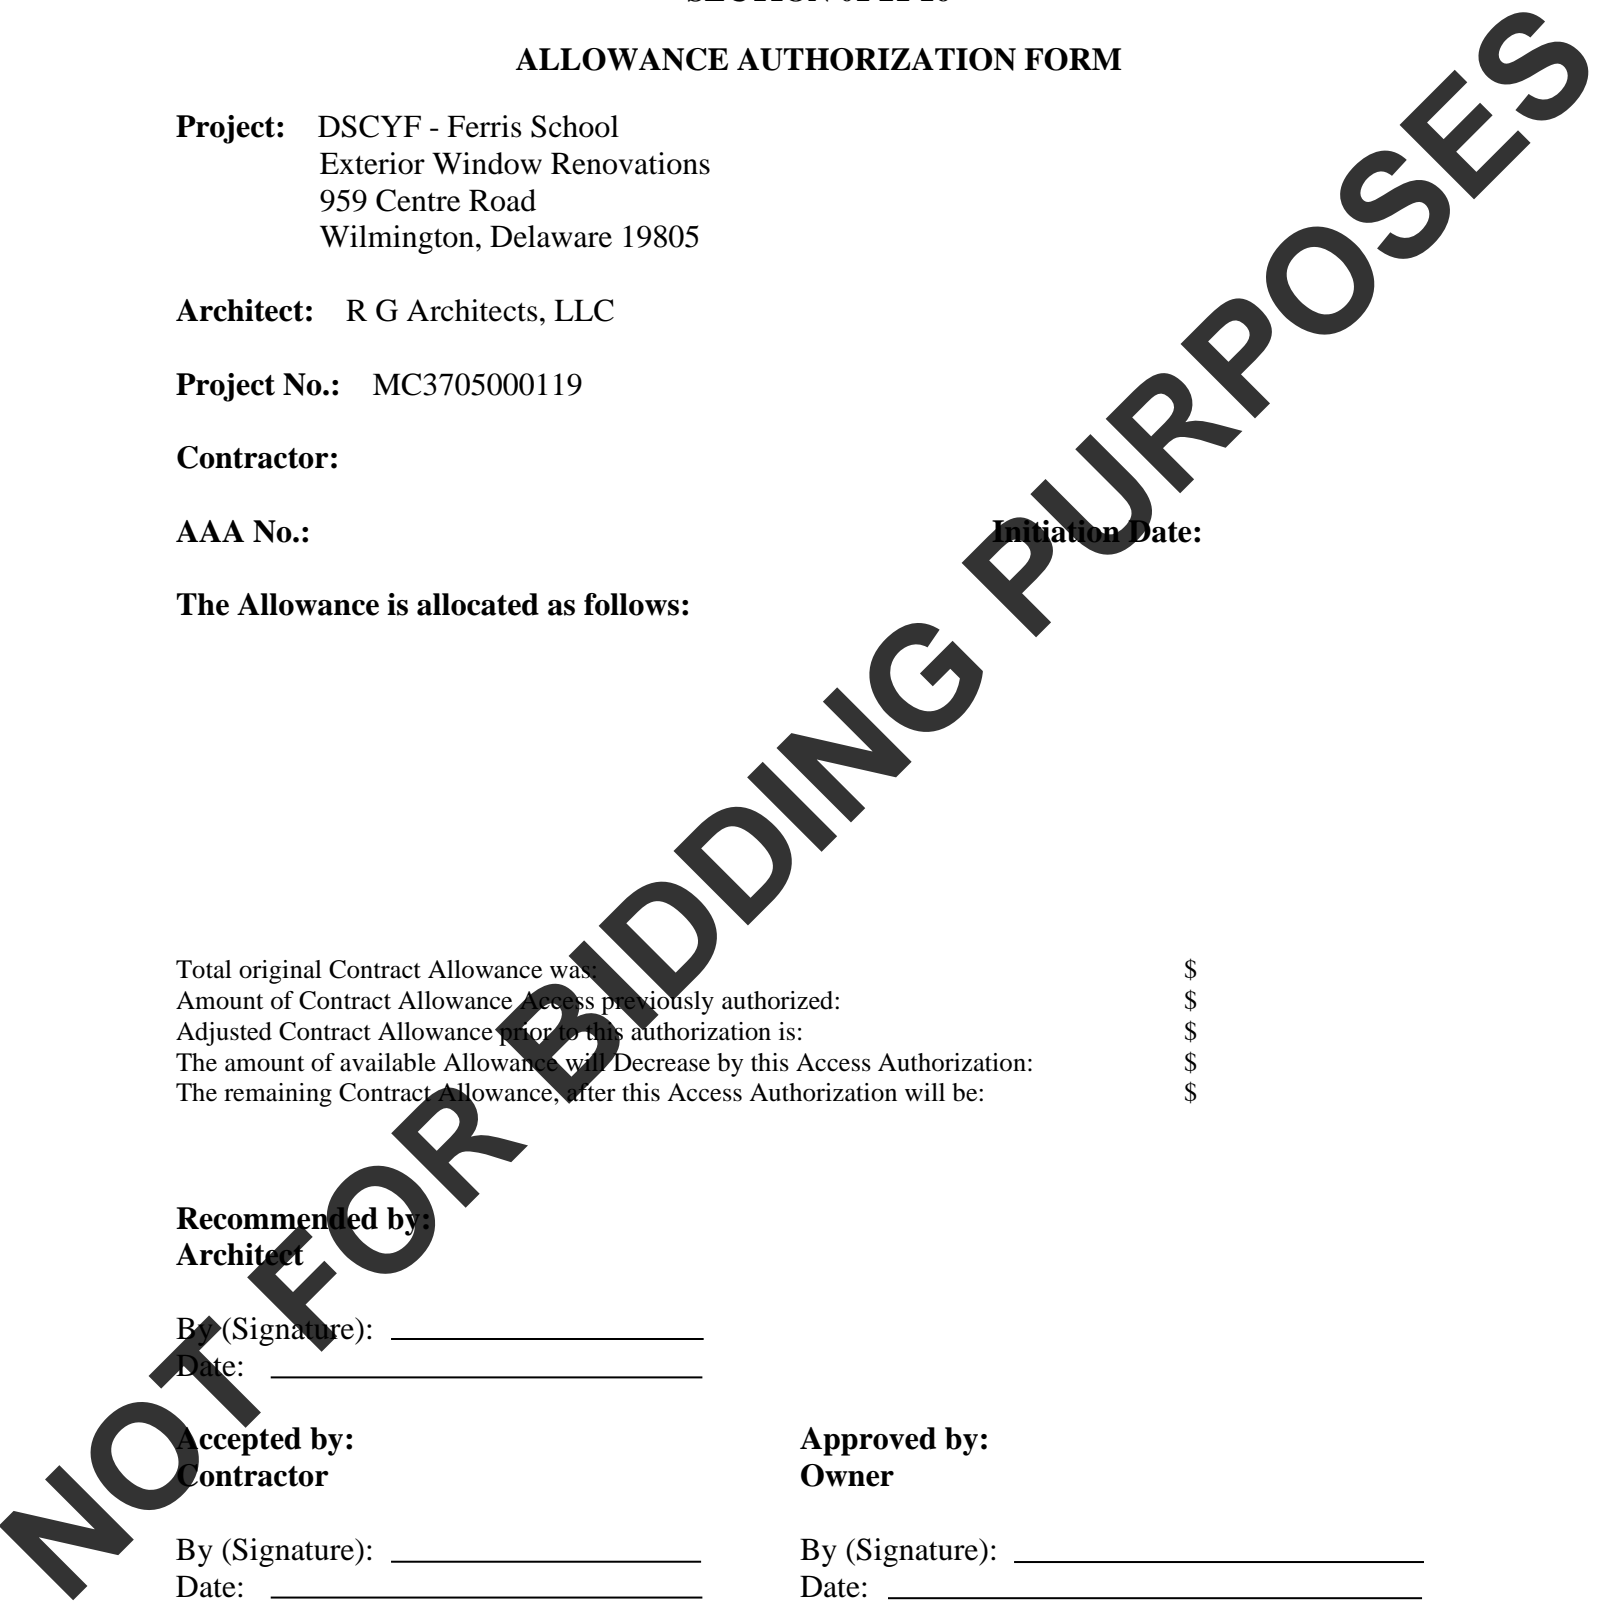 ALLOWANCE AUTHORIZATION FORM
Project: DSCYF - Ferris School
Exterior Window Renovations
959 Centre Road
Wilmington, Delaware 19805
Architect: R G Architects, LLC
Project No.: MC3705000119
Contractor:
AAA No.: Initiation Date:
The Allowance is allocated as follows:
Total original Contract Allowance was: $
Amount of Contract Allowance Access previously authorized: $
Adjusted Contract Allowance prior to this authorization is: $
The amount of available Allowance will Decrease by this Access Authorization: $
The remaining Contract Allowance, after this Access Authorization will be: $
Recommended by:
Architect
By (Signature):
Date:
Accepted by: Approved by:
Contractor Owner
By (Signature): By (Signature):
Date: Date:
NOT FOR BIDDING PURPOSES